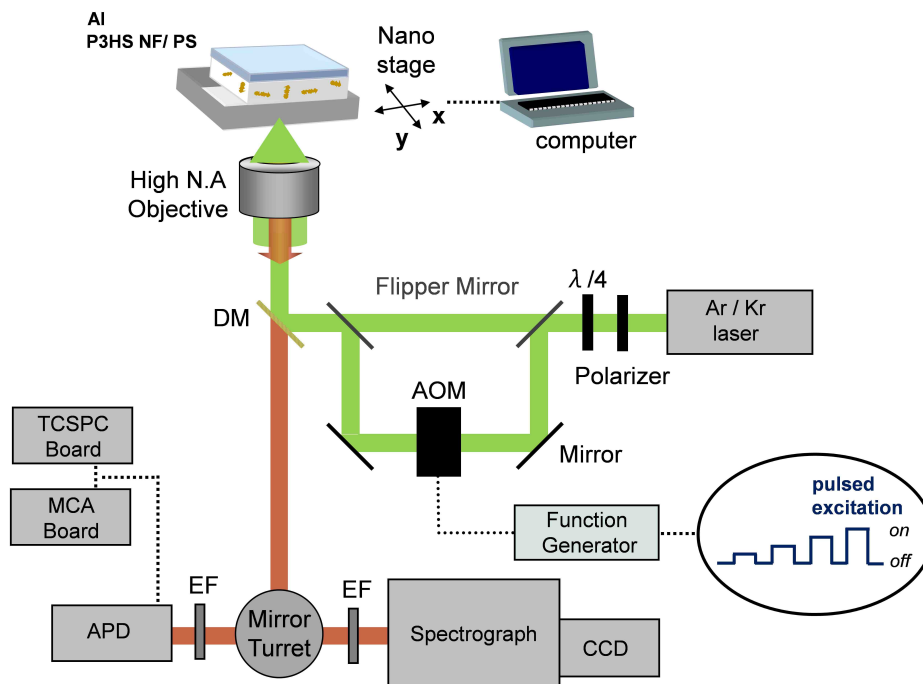 Al
P3HS NF/ PS
Nano
stage
x
y
computer
High N.A
Objective
Flipper Mirror
λ /4
Ar / Kr
laser
DM
Polarizer
AOM
TCSPC
Board
Mirror
MCA
Board
pulsed
excitation
on
off
Function
Generator
EF
EF
APD
Mirror
Turret
Spectrograph
CCD